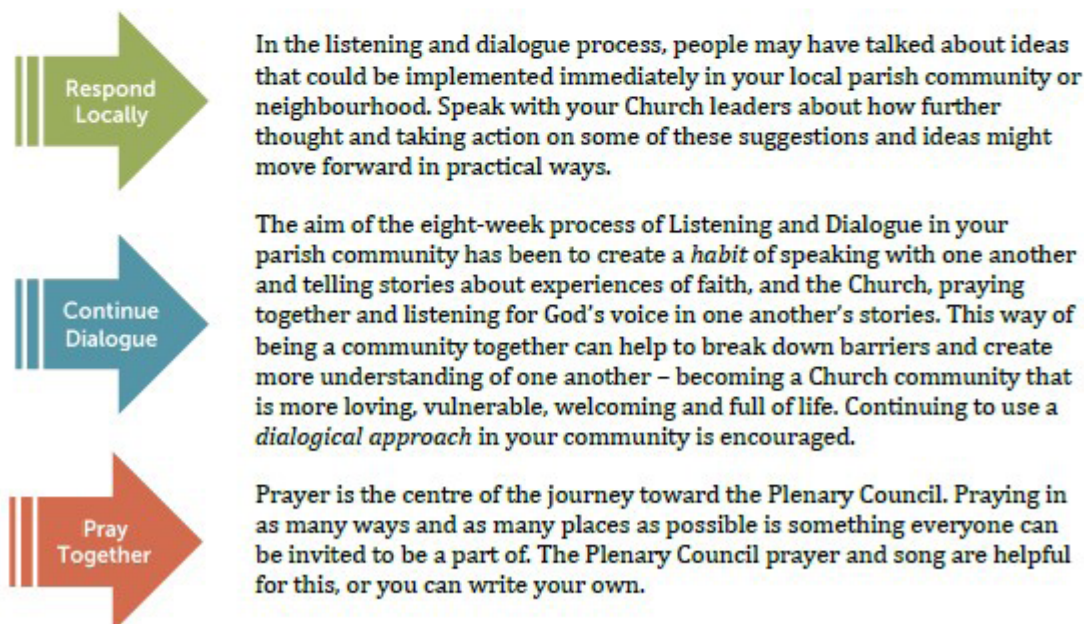 Respond
Locally
In the listening and dialogue process, people may have talked about ideas
that could be implemented immediately in your local parish community or
neighbourhood. Speak with your Church leaders about how further
thought and taking action on some of these suggestions and ideas might
move forward in practical ways.
Continue
Dialogue
The aim of the eight-week process of Listening and Dialogue in your
parish community has been to create a habit of speaking with one another
and telling stories about experiences of faith, and the Church, praying
together and listening for God's voice in one another's stories. This way of
being a community together can help to break down barriers and create
more understanding of one another – becoming a Church community that
is more loving, vulnerable, welcoming and full of life. Continuing to use a
dialogical approach in your community is encouraged.
Pray
Together
Prayer is the centre of the journey toward the Plenary Council. Praying in
as many ways and as many places as possible is something everyone can
be invited to be a part of. The Plenary Council prayer and song are helpful
for this, or you can write your own.